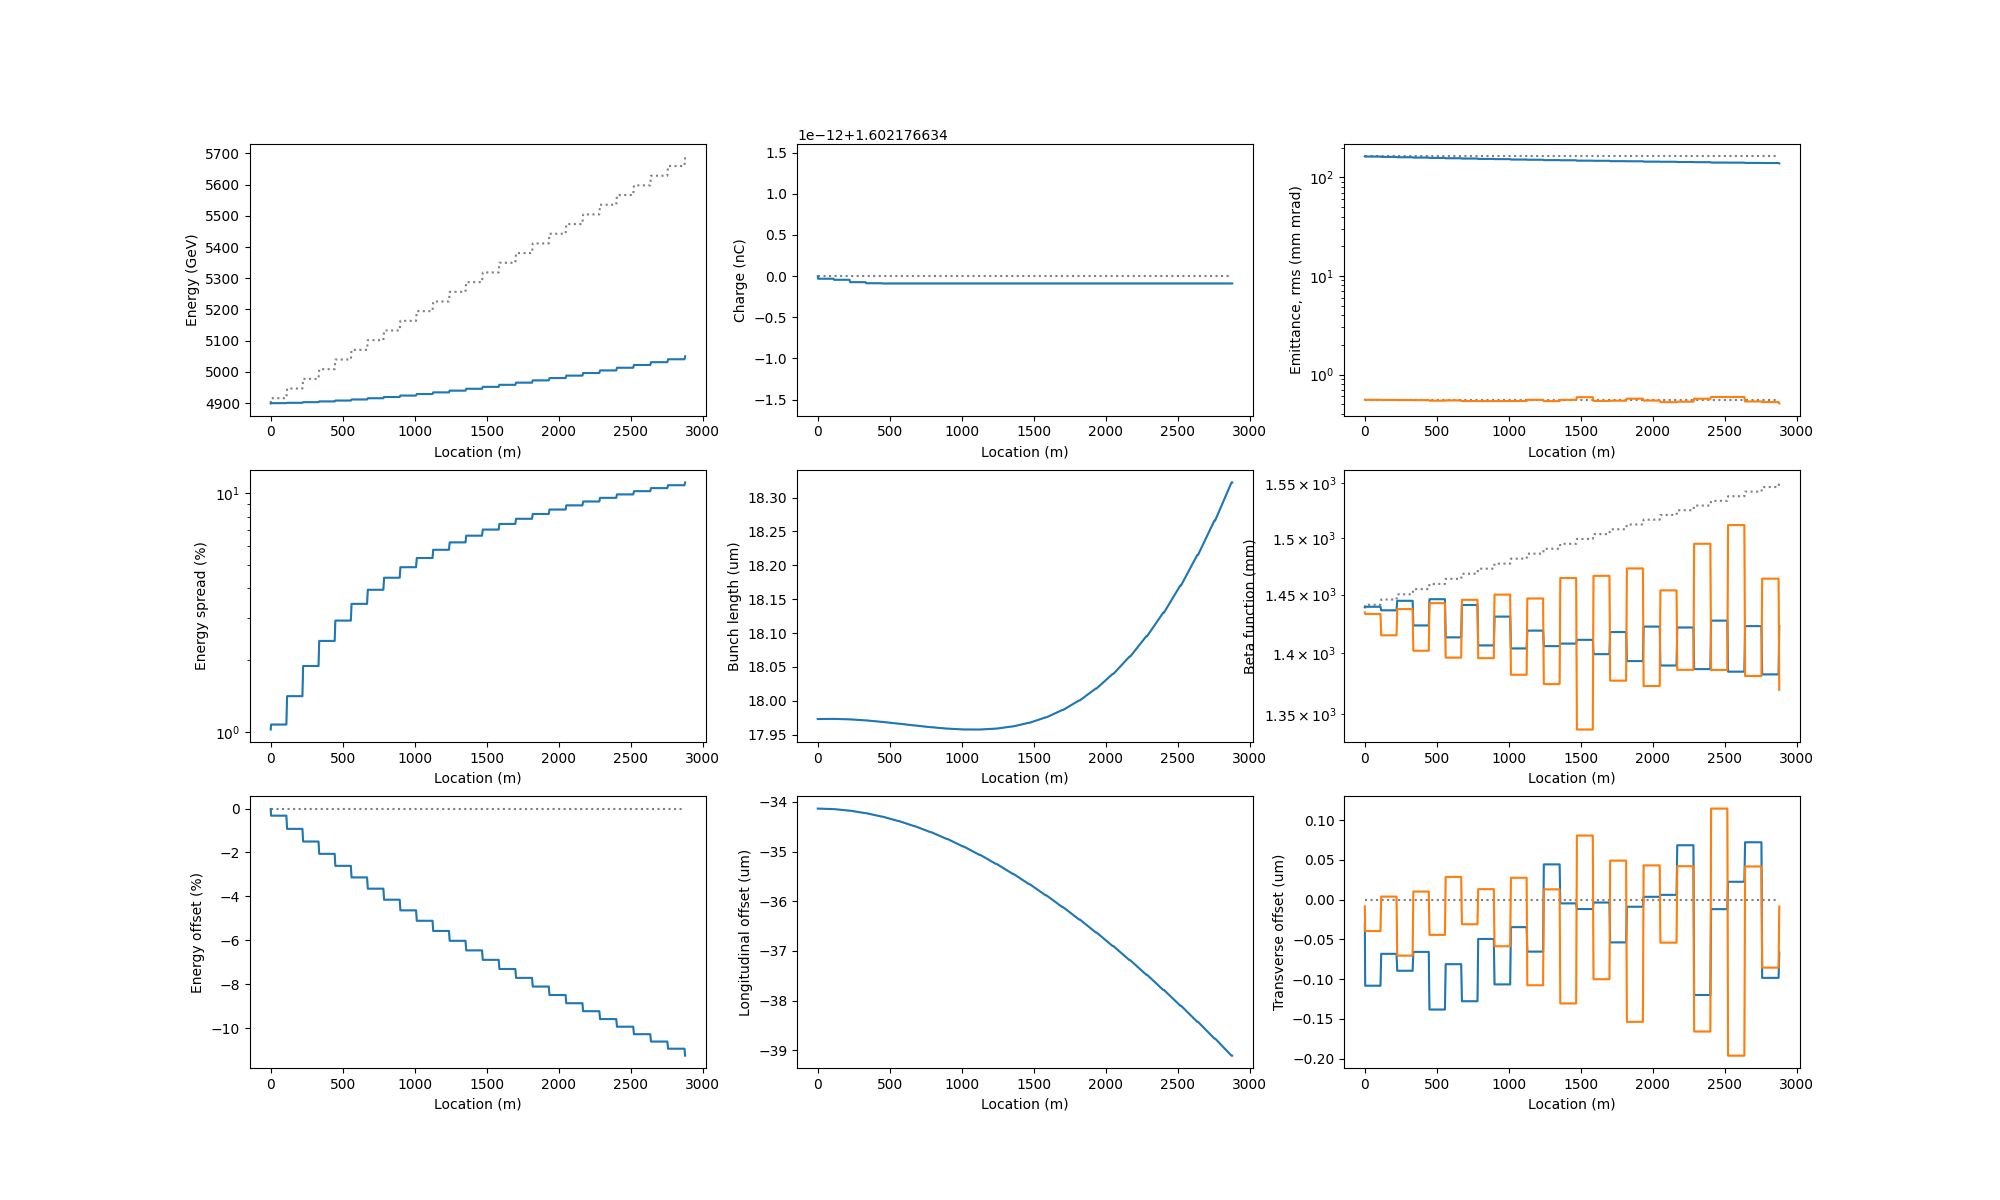 5700
5600
5500
5400
5300
5200
5100
5000
4900
Energy (GeV)
0 500 1000 1500 2000 2500 3000
Location (m)
1e−12+1.602176634
1.5
1.0
0.5
0.0
−0.5
−1.0
−1.5
Charge (nC)
0 500 1000 1500 2000 2500 3000
Location (m)
10²
10¹
10⁰
Emittance, rms (mm mrad)
0 500 1000 1500 2000 2500 3000
Location (m)
10¹
10⁰
Energy spread (%)
0 500 1000 1500 2000 2500 3000
Location (m)
18.30
18.25
18.20
18.15
18.10
18.05
18.00
17.95
Bunch length (um)
0 500 1000 1500 2000 2500 3000
Location (m)
1.55 × 10³
1.5 × 10³
1.45 × 10³
1.4 × 10³
1.35 × 10³
Beta function (mm)
0 500 1000 1500 2000 2500 3000
Location (m)
0
−2
−4
−6
−8
−10
Energy offset (%)
0 500 1000 1500 2000 2500 3000
Location (m)
−34
−35
−36
−37
−38
−39
Longitudinal offset (um)
0 500 1000 1500 2000 2500 3000
Location (m)
0.10
0.05
0.00
−0.05
−0.10
−0.15
−0.20
Transverse offset (um)
0 500 1000 1500 2000 2500 3000
Location (m)